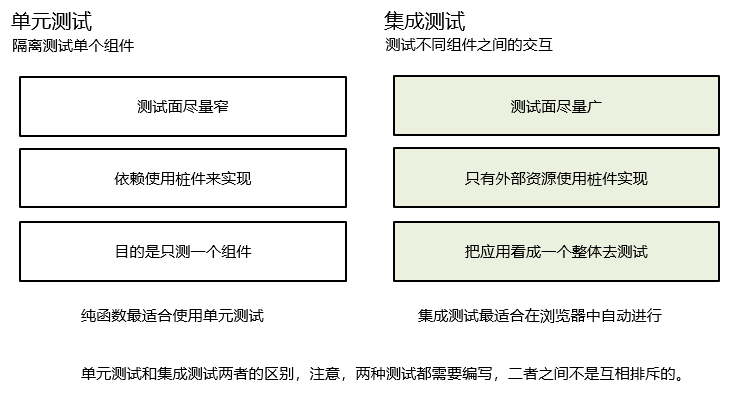 单元测试
隔离测试单个组件
测试面尽量窄
依赖使用桩件来实现
目的是只测一个组件
纯函数最适合使用单元测试
集成测试
测试不同组件之间的交互
测试面尽量广
只有外部资源使用桩件实现
把应用看成一个整体去测试
集成测试最适合在浏览器中自动进行
单元测试和集成测试两者的区别，注意，两种测试都需要编写，二者之间不是互相排斥的。